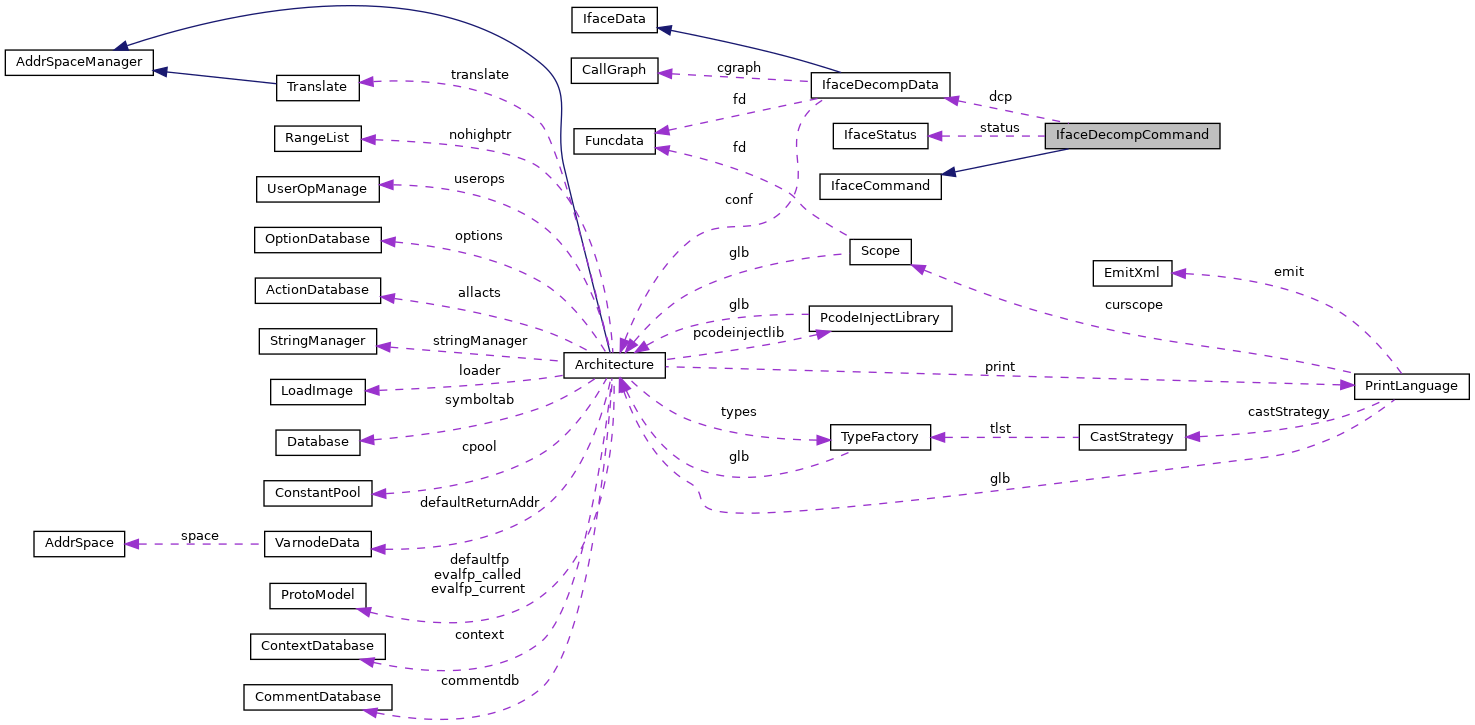 IfaceData
AddrSpaceManager
CallGraph
cgraph
translate
Translate
IfaceDecompData
dcp
fd
nohighptr
RangeList
Funcdata
IfaceStatus
status
IfaceDecompCommand
fd
userops
UserOpManage
IfaceCommand
conf
options
OptionDatabase
glb
Scope
EmitXml
emit
allacts
ActionDatabase
glb
curscope
PcodeInjectLibrary
stringManager
StringManager
pcodeinjectlib
Architecture
print
loader
LoadImage
PrintLanguage
symboltab
types
castStrategy
Database
TypeFactory
tlst
CastStrategy
cpool
glb
ConstantPool
glb
defaultReturnAddr
AddrSpace
space
VarnodeData
defaultfp
evalfp_called
evalfp_current
ProtoModel
context
ContextDatabase
commentdb
CommentDatabase